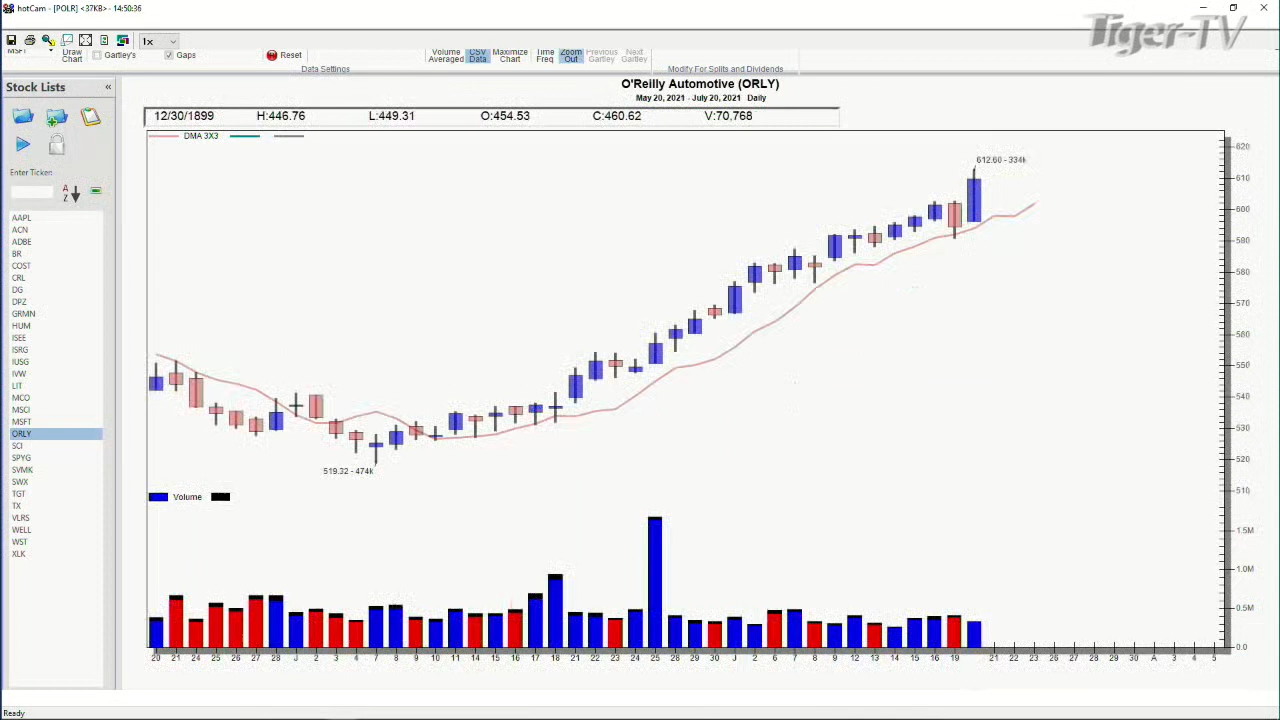 hotCam - [POLR] <37KB> - 14:50:36
Tiger-TV
1x
MSFT Draw Gartley's Gaps Reset Volume CSV Maximize Time Zoom Previous Next
Chart Averaged Data Chart Freq Out Gartley Gartley
Data Settings Modify For Splits and Dividends
Stock Lists «
O'Reilly Automotive (ORLY)
May 20, 2021 - July 20, 2021 Daily
12/30/1899 H:446.76 L:449.31 O:454.53 C:460.62 V:70,768
DMA 3X3
Enter Ticker:
A
Z
AAPL
ACN
ADBE
BR
COST
CRL
DG
DPZ
GRMN
HUM
ISEE
ISRG
IUSG
IVW
LIT
MCO
MSCI
MSFT
ORLY
SCI
SPYG
SVMK
SWX
TGT
TX
VLRS
WELL
WST
XLK
612.60 - 334k
519.32 - 474k
620
610
600
590
580
570
560
550
540
530
520
510
Volume
1.5M
1.0M
0.5M
0.0
20 21 24 25 26 27 28 J 2 3 4 7 8 9 10 11 14 15 16 17 18 21 22 23 24 25 28 29 30 J 2 6 7 8 9 12 13 14 15 16 19 21 22 23 26 27 28 29 30 A 3 4 5
Ready